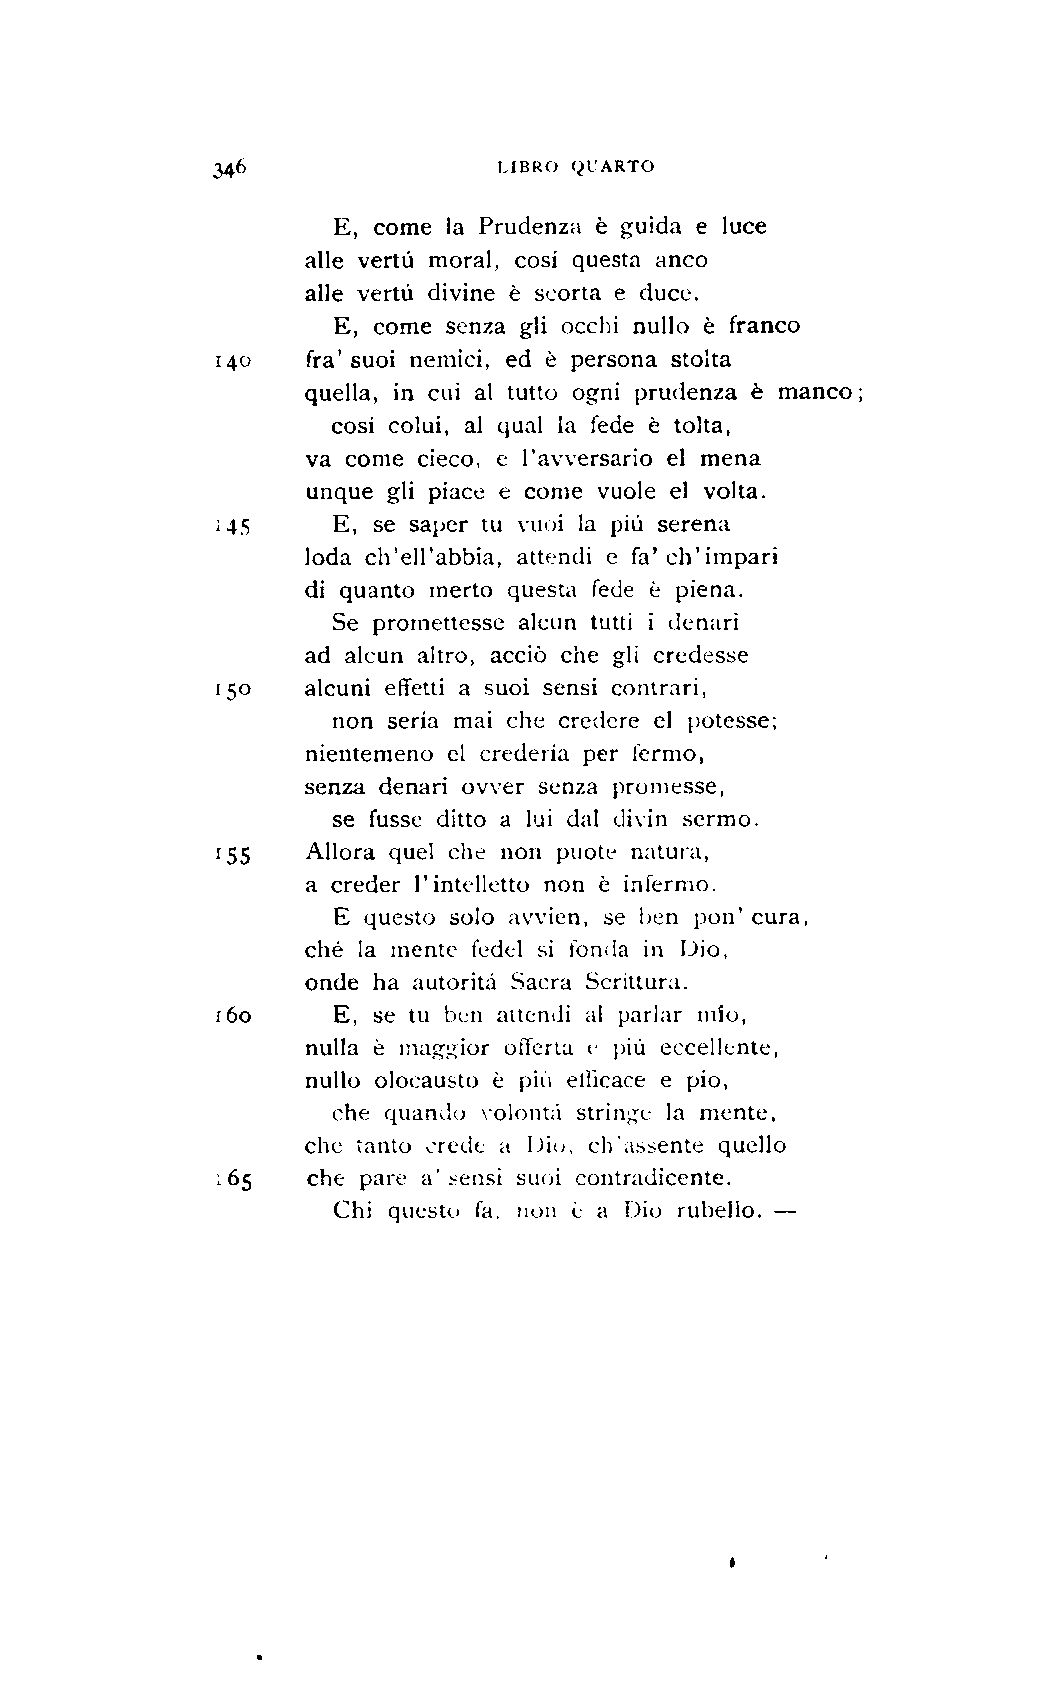 346 LIBRO QUARTO
E, come la Prudenza è guida e luce
alle vertú moral, cosí questa anco
alle vertú divine è scorta e duce.
E, come senza gli occhi nullo è franco
140 fra' suoi nemici, ed è persona stolta
quella, in cui al tutto ogni prudenza è manco;
cosí colui, al qual la fede è tolta,
va come cieco, e l'avversario el mena
unque gli piace e come vuole el volta.
145 E, se saper tu vuoi la piú serena
loda ch'ell'abbia, attendi e fa' ch'impari
di quanto merto questa fede è piena.
Se promettesse alcun tutti i denari
ad alcun altro, acciò che gli credesse
150 alcuni effetti a suoi sensi contrari,
non sería mai che credere el potesse;
nientemeno el credería per fermo,
senza denari ovver senza promesse,
se fusse ditto a lui dal divin sermo.
155 Allora quel che non puote natura,
a creder l'intelletto non è infermo.
E questo solo avvien, se ben pon' cura,
ché la mente fedel si fonda in Dio,
onde ha autoritá Sacra Scrittura.
160 E, se tu ben attendi al parlar mio,
nulla è maggior offerta e piú eccellente,
nullo olocausto è piú efficace e pio,
che quando volontá stringe la mente,
che tanto crede a Dio, ch'assente quello
165 che pare a' sensi suoi contradicente.
Chi questo fa, non è a Dio rubello. —